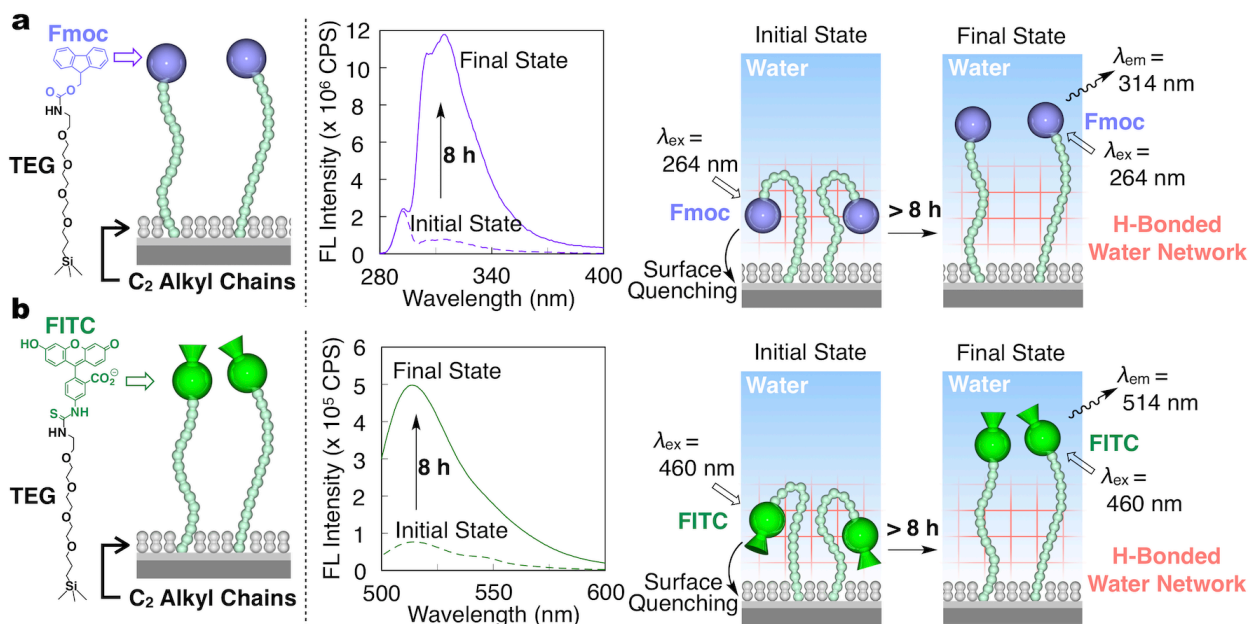 a
Fmoc
O
O
HN
O
O
O
O
Si
TEG
C₂ Alkyl Chains
FL Intensity (x 10⁶ CPS)
12
10
8
6
4
2
0
Final State
8 h
Initial State
280
340
400
Wavelength (nm)
Initial State
Water
λex =
264 nm
Fmoc
Surface
Quenching
> 8 h
Final State
Water
λem =
314 nm
Fmoc
λex =
264 nm
H-Bonded
Water Network
b
FITC
HO
O
O
CO₂⊖
S
NH
HN
O
O
O
O
Si
TEG
C₂ Alkyl Chains
FL Intensity (x 10⁵ CPS)
6
5
4
3
2
1
0
Final State
8 h
Initial State
500
550
600
Wavelength (nm)
Initial State
Water
λex =
460 nm
FITC
Surface
Quenching
> 8 h
Final State
Water
λem =
514 nm
FITC
λex =
460 nm
H-Bonded
Water Network